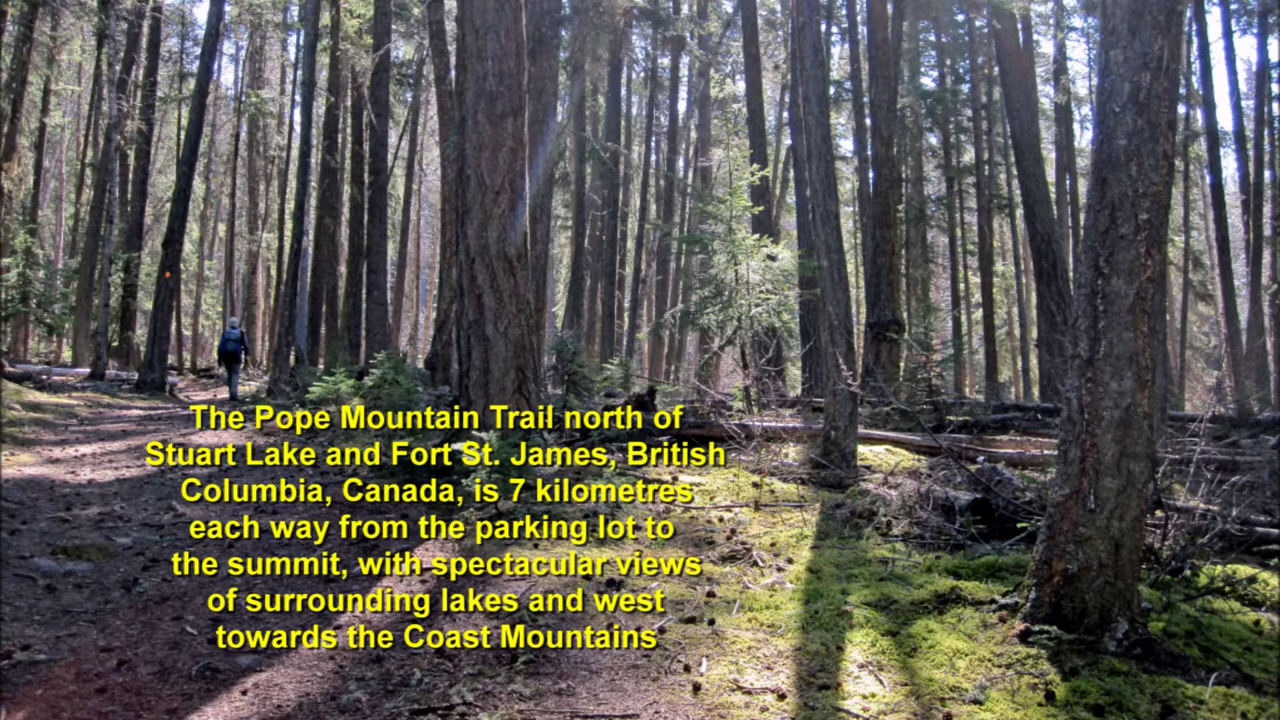 The Pope Mountain Trail north of
Stuart Lake and Fort St. James, British
Columbia, Canada, is 7 kilometres
each way from the parking lot to
the summit, with spectacular views
of surrounding lakes and west
towards the Coast Mountains